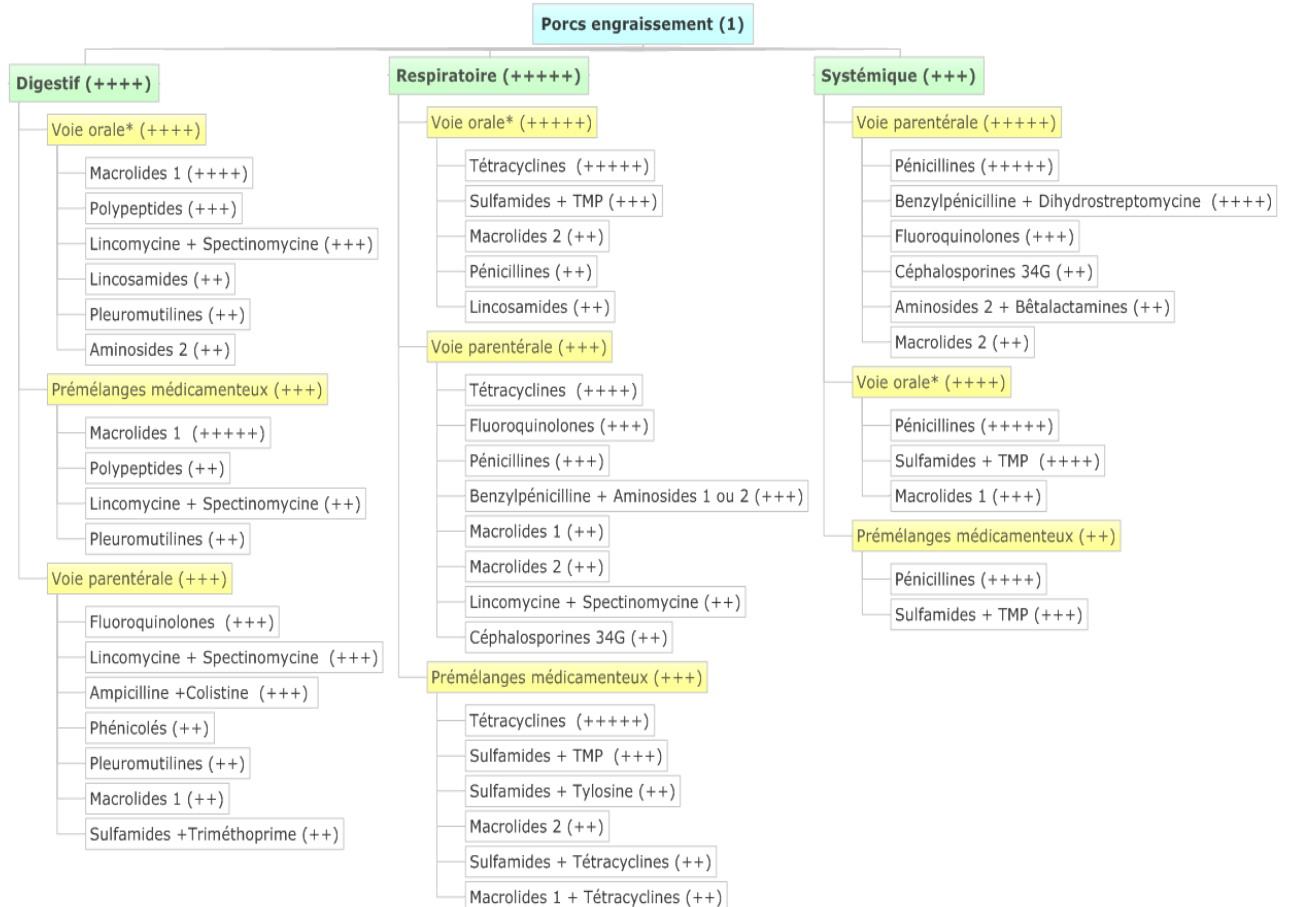 Porcs engraissement (1)
Digestif (++++)
Voie orale* (++++)
Macrolides 1 (++++)
Polypeptides (+++)
Lincomycine + Spectinomycine (+++)
Lincosamides (++)
Pleuromutilines (++)
Aminosides 2 (++)
Prémélanges médicamenteux (+++)
Macrolides 1 (+++++)
Polypeptides (++)
Lincomycine + Spectinomycine (++)
Pleuromutilines (++)
Voie parentérale (+++)
Fluoroquinolones (+++)
Lincomycine + Spectinomycine (+++)
Ampicilline +Colistine (+++)
Phénicolés (++)
Pleuromutilines (++)
Macrolides 1 (++)
Sulfamides +Triméthoprime (++)
Respiratoire (+++++)
Voie orale* (+++++)
Tétracyclines (+++++)
Sulfamides + TMP (+++)
Macrolides 2 (++)
Pénicillines (++)
Lincosamides (++)
Voie parentérale (+++)
Tétracyclines (++++)
Fluoroquinolones (+++)
Pénicillines (+++)
Benzylpénicilline + Aminosides 1 ou 2 (+++)
Macrolides 1 (++)
Macrolides 2 (++)
Lincomycine + Spectinomycine (++)
Céphalosporines 34G (++)
Prémélanges médicamenteux (+++)
Tétracyclines (+++++)
Sulfamides + TMP (+++)
Sulfamides + Tylosine (++)
Macrolides 2 (++)
Sulfamides + Tétracyclines (++)
Macrolides 1 + Tétracyclines (++)
Systémique (+++)
Voie parentérale (+++++)
Pénicillines (+++++)
Benzylpénicilline + Dihydrostreptomycine (++++)
Fluoroquinolones (+++)
Céphalosporines 34G (++)
Aminosides 2 + Bêtalactamines (++)
Macrolides 2 (++)
Voie orale* (++++)
Pénicillines (+++++)
Sulfamides + TMP (++++)
Macrolides 1 (+++)
Prémélanges médicamenteux (++)
Pénicillines (++++)
Sulfamides + TMP (+++)